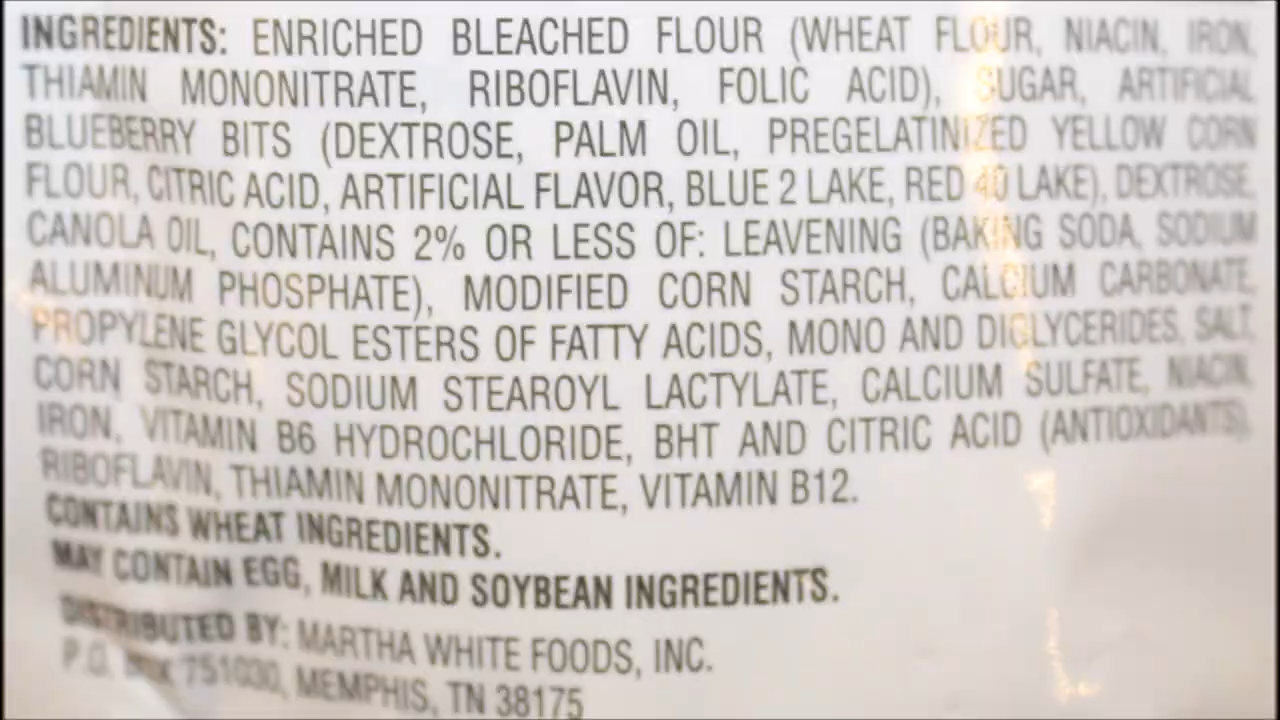 INGREDIENTS: ENRICHED BLEACHED FLOUR (WHEAT FLOUR, NIACIN, IRON,
THIAMIN MONONITRATE, RIBOFLAVIN, FOLIC ACID), SUGAR, ARTIFICIAL
BLUEBERRY BITS (DEXTROSE, PALM OIL, PREGELATINIZED YELLOW CORN
FLOUR, CITRIC ACID, ARTIFICIAL FLAVOR, BLUE 2 LAKE, RED 40 LAKE), DEXTROSE,
CANOLA OIL, CONTAINS 2% OR LESS OF: LEAVENING (BAKING SODA, SODIUM
ALUMINUM PHOSPHATE), MODIFIED CORN STARCH, CALCIUM CARBONATE,
PROPYLENE GLYCOL ESTERS OF FATTY ACIDS, MONO AND DIGLYCERIDES, SALT,
CORN STARCH, SODIUM STEAROYL LACTYLATE, CALCIUM SULFATE, NIACIN,
IRON, VITAMIN B6 HYDROCHLORIDE, BHT AND CITRIC ACID (ANTIOXIDANTS),
RIBOFLAVIN, THIAMIN MONONITRATE, VITAMIN B12.
CONTAINS WHEAT INGREDIENTS.
MAY CONTAIN EGG, MILK AND SOYBEAN INGREDIENTS.
DISTRIBUTED BY: MARTHA WHITE FOODS, INC.
P.O. BOX 751030, MEMPHIS, TN 38175